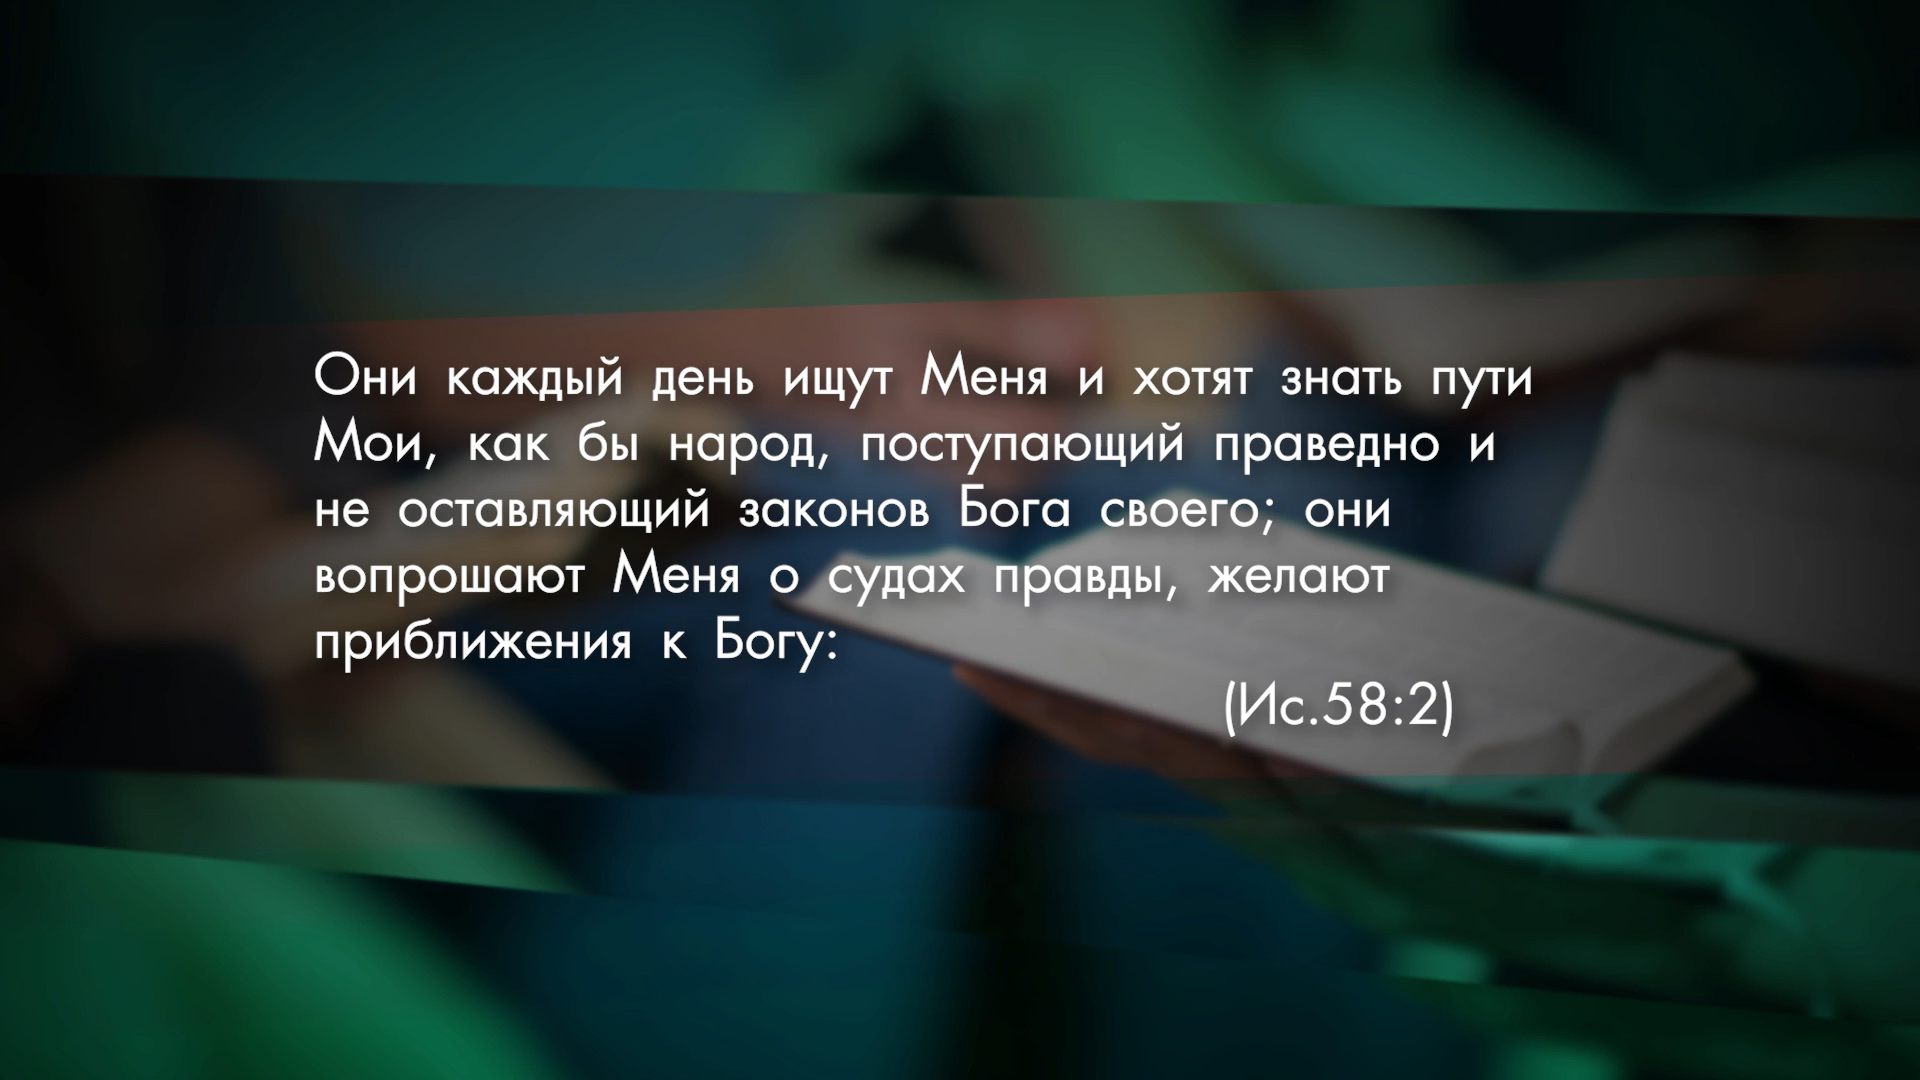 Они каждый день ищут Меня и хотят знать пути
Мои, как бы народ, поступающий праведно и
не оставляющий законов Бога своего; они
вопрошают Меня о судах правды, желают
приближения к Богу:
(Ис.58:2)